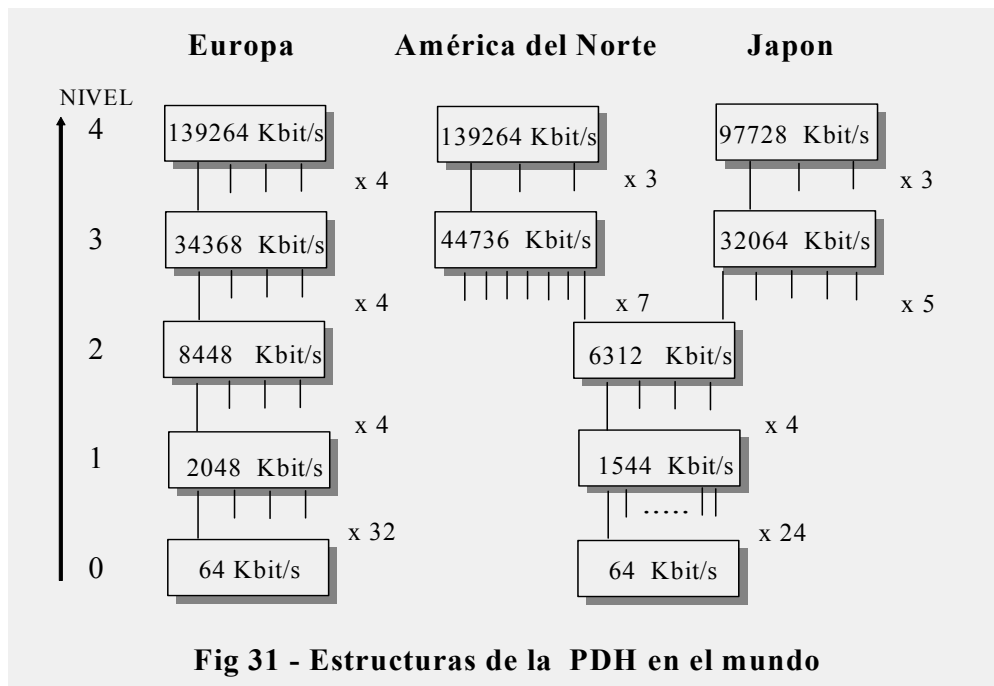 Europa América del Norte Japon
NIVEL
4 139264 Kbit/s 139264 Kbit/s 97728 Kbit/s
x 4 x 3 x 3
3 34368 Kbit/s 44736 Kbit/s 32064 Kbit/s
x 4 x 7 x 5
2 8448 Kbit/s 6312 Kbit/s
x 4 x 4
1 2048 Kbit/s 1544 Kbit/s
.....
x 32 x 24
0 64 Kbit/s 64 Kbit/s
Fig 31 - Estructuras de la PDH en el mundo